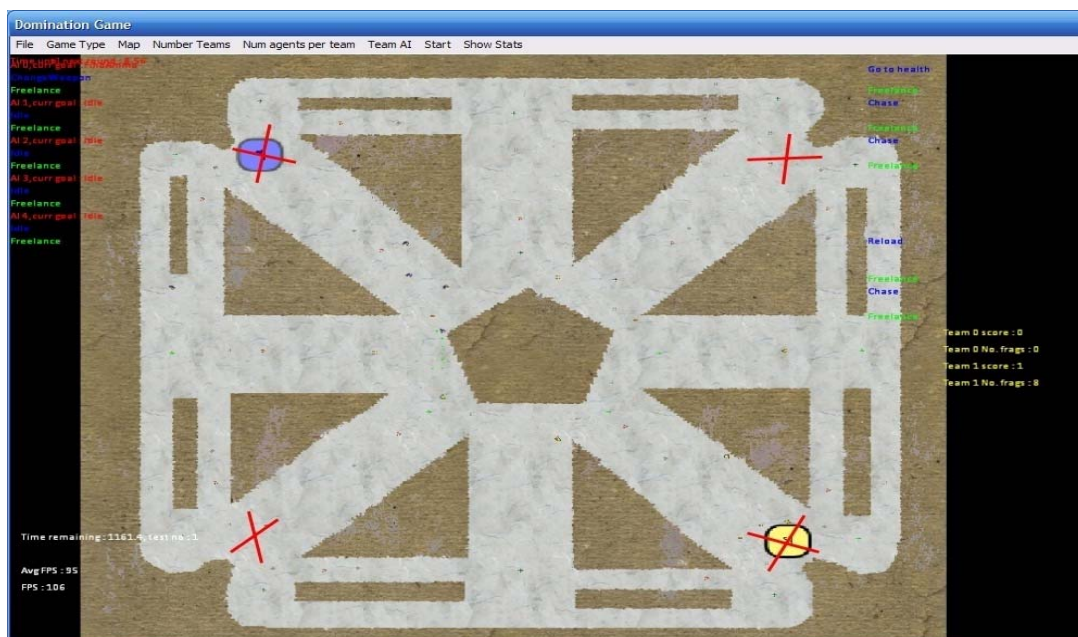 Domination Game
File Game Type Map Number Teams Num agents per team Team AI Start Show Stats
ChangeWeapon
Freelance
AI 1,curr goal : Idle
Idle
Freelance
AI 2,curr goal : Idle
Idle
Freelance
AI 3,curr goal : Idle
Idle
Freelance
AI 4,curr goal : Idle
Idle
Freelance
Go to health
Freelance
Chase
Freelance
Chase
Freelance
Reload
Freelance
Chase
Freelance
Team 0 score : 0
Team 0 No. frags : 0
Team 1 score : 1
Team 1 No. frags : 8
Time remaining : 1161.4, test no : 1
Avg FPS : 95
FPS : 106